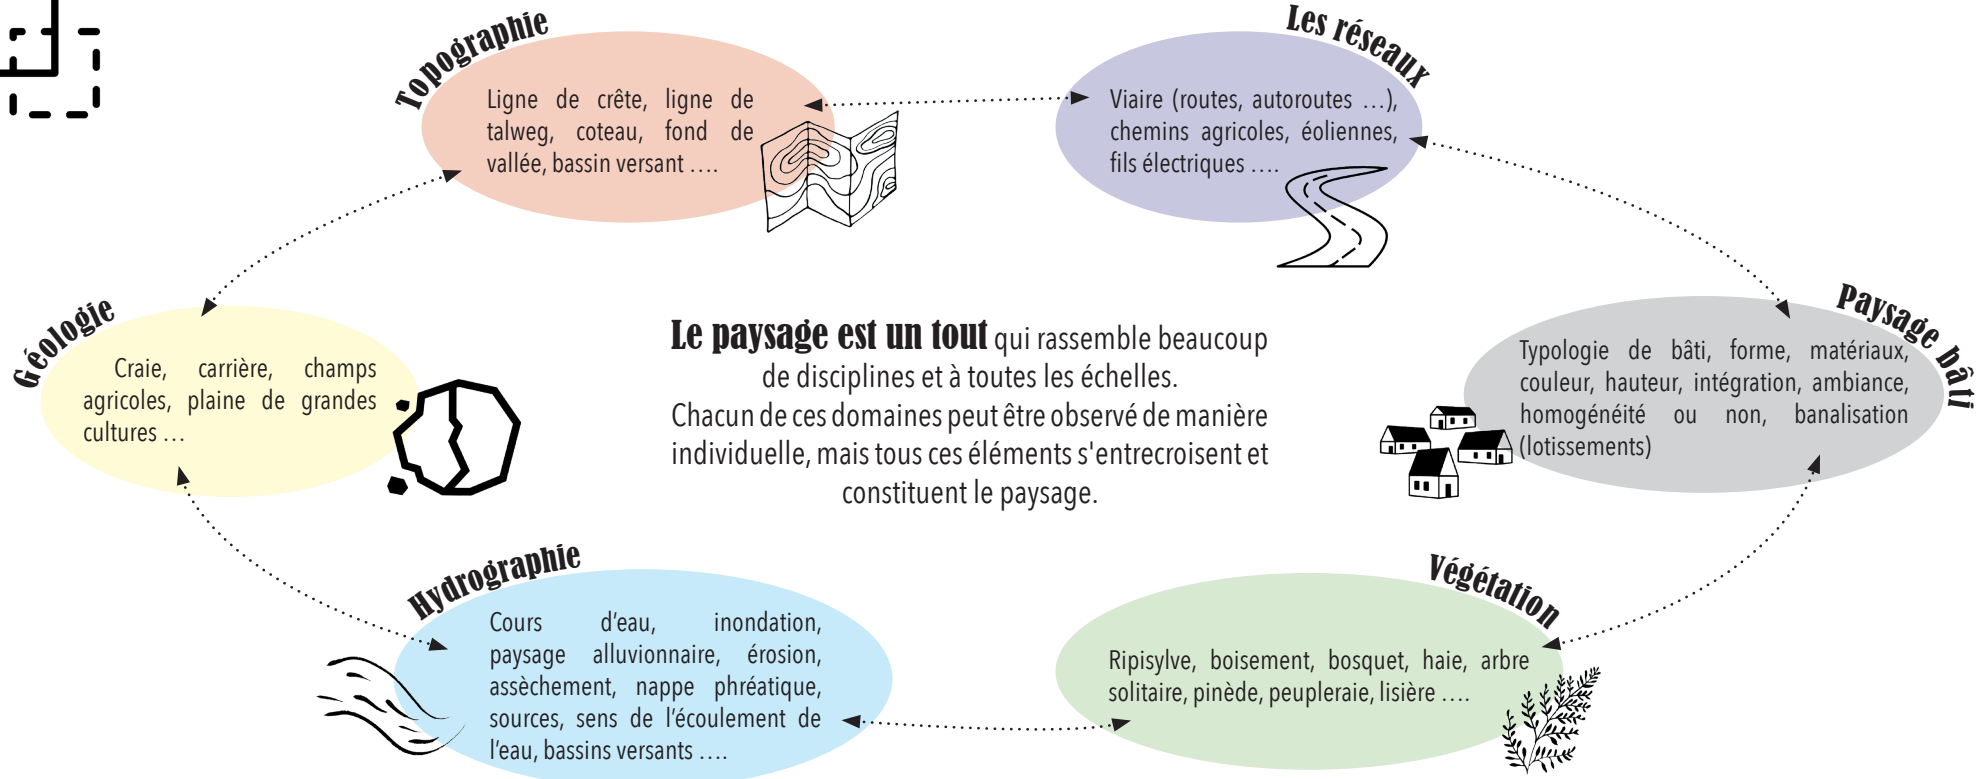 Topographie
Ligne de crête, ligne de
talweg, coteau, fond de
vallée, bassin versant ….
Les réseaux
Viaire (routes, autoroutes …),
chemins agricoles, éoliennes,
fils électriques ….
Géologie
Craie, carrière, champs
agricoles, plaine de grandes
cultures …
Le paysage est un tout qui rassemble beaucoup
de disciplines et à toutes les échelles.
Chacun de ces domaines peut être observé de manière
individuelle, mais tous ces éléments s'entrecroisent et
constituent le paysage.
Paysage bâti
Typologie de bâti, forme, matériaux,
couleur, hauteur, intégration, ambiance,
homogénéité ou non, banalisation
(lotissements)
Hydrographie
Cours d'eau, inondation,
paysage alluvionnaire, érosion,
assèchement, nappe phréatique,
sources, sens de l'écoulement de
l'eau, bassins versants ….
Végétation
Ripisylve, boisement, bosquet, haie, arbre
solitaire, pinède, peupleraie, lisière ….